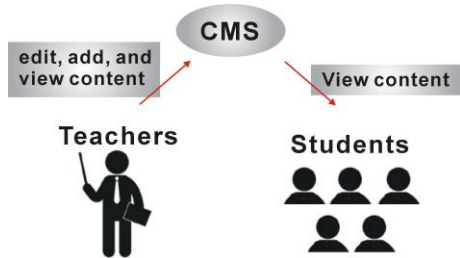 CMS
edit, add, and
view content
View content
Teachers
Students